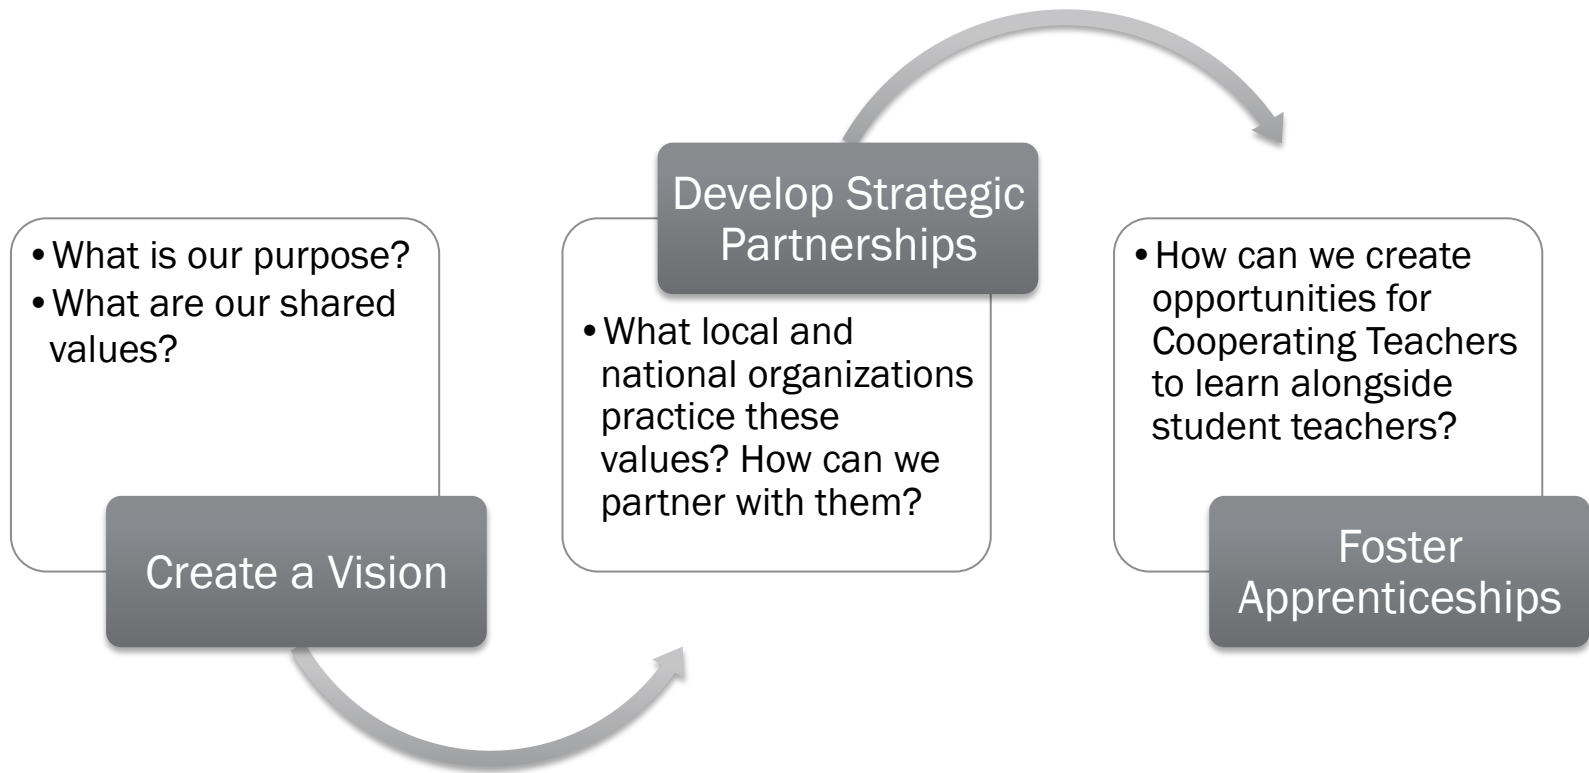 •What is our purpose?
•What are our shared
values?
Create a Vision
Develop Strategic
Partnerships
•What local and
national organizations
practice these
values? How can we
partner with them?
•How can we create
opportunities for
Cooperating Teachers
to learn alongside
student teachers?
Foster
Apprenticeships